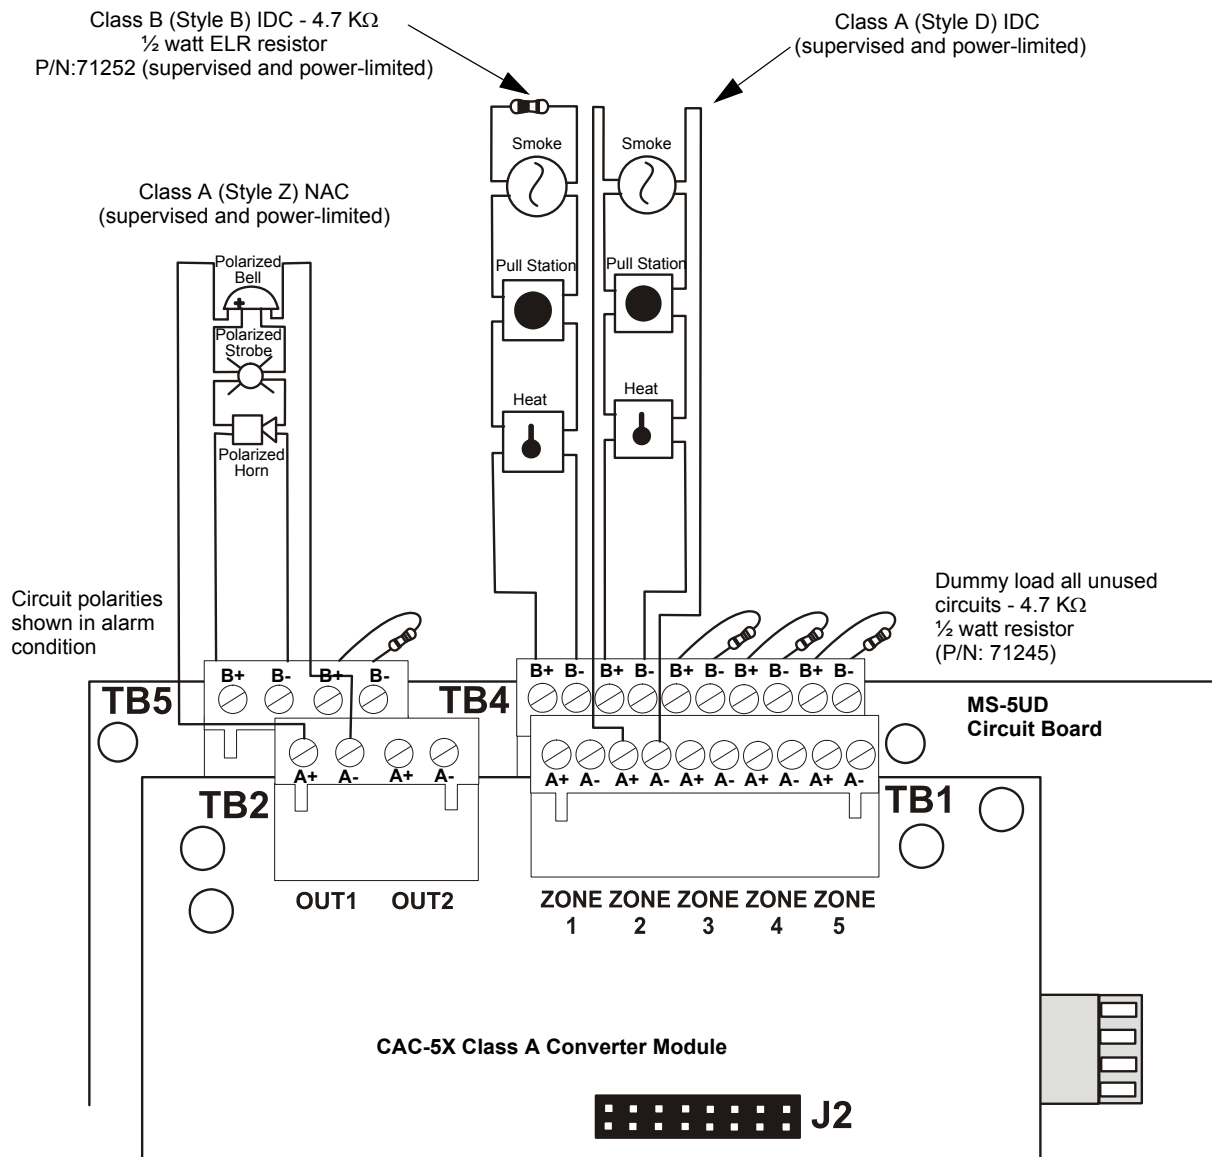 Class B (Style B) IDC - 4.7 KΩ
½ watt ELR resistor
P/N:71252 (supervised and power-limited)
Class A (Style D) IDC
(supervised and power-limited)
Smoke
Smoke
Class A (Style Z) NAC
(supervised and power-limited)
Polarized
Bell
+
Pull Station
Pull Station
Polarized
Strobe
Heat
Heat
Polarized
Horn
Circuit polarities
shown in alarm
condition
Dummy load all unused
circuits - 4.7 KΩ
½ watt resistor
(P/N: 71245)
B+ B- B+ B-
B+ B- B+ B- B+ B- B+ B- B+ B-
TB5
TB4
MS-5UD
Circuit Board
A+ A- A+ A-
A+ A- A+ A- A+ A- A+ A- A+ A-
TB2
TB1
OUT1 OUT2
ZONE ZONE ZONE ZONE ZONE
1 2 3 4 5
CAC-5X Class A Converter Module
J2